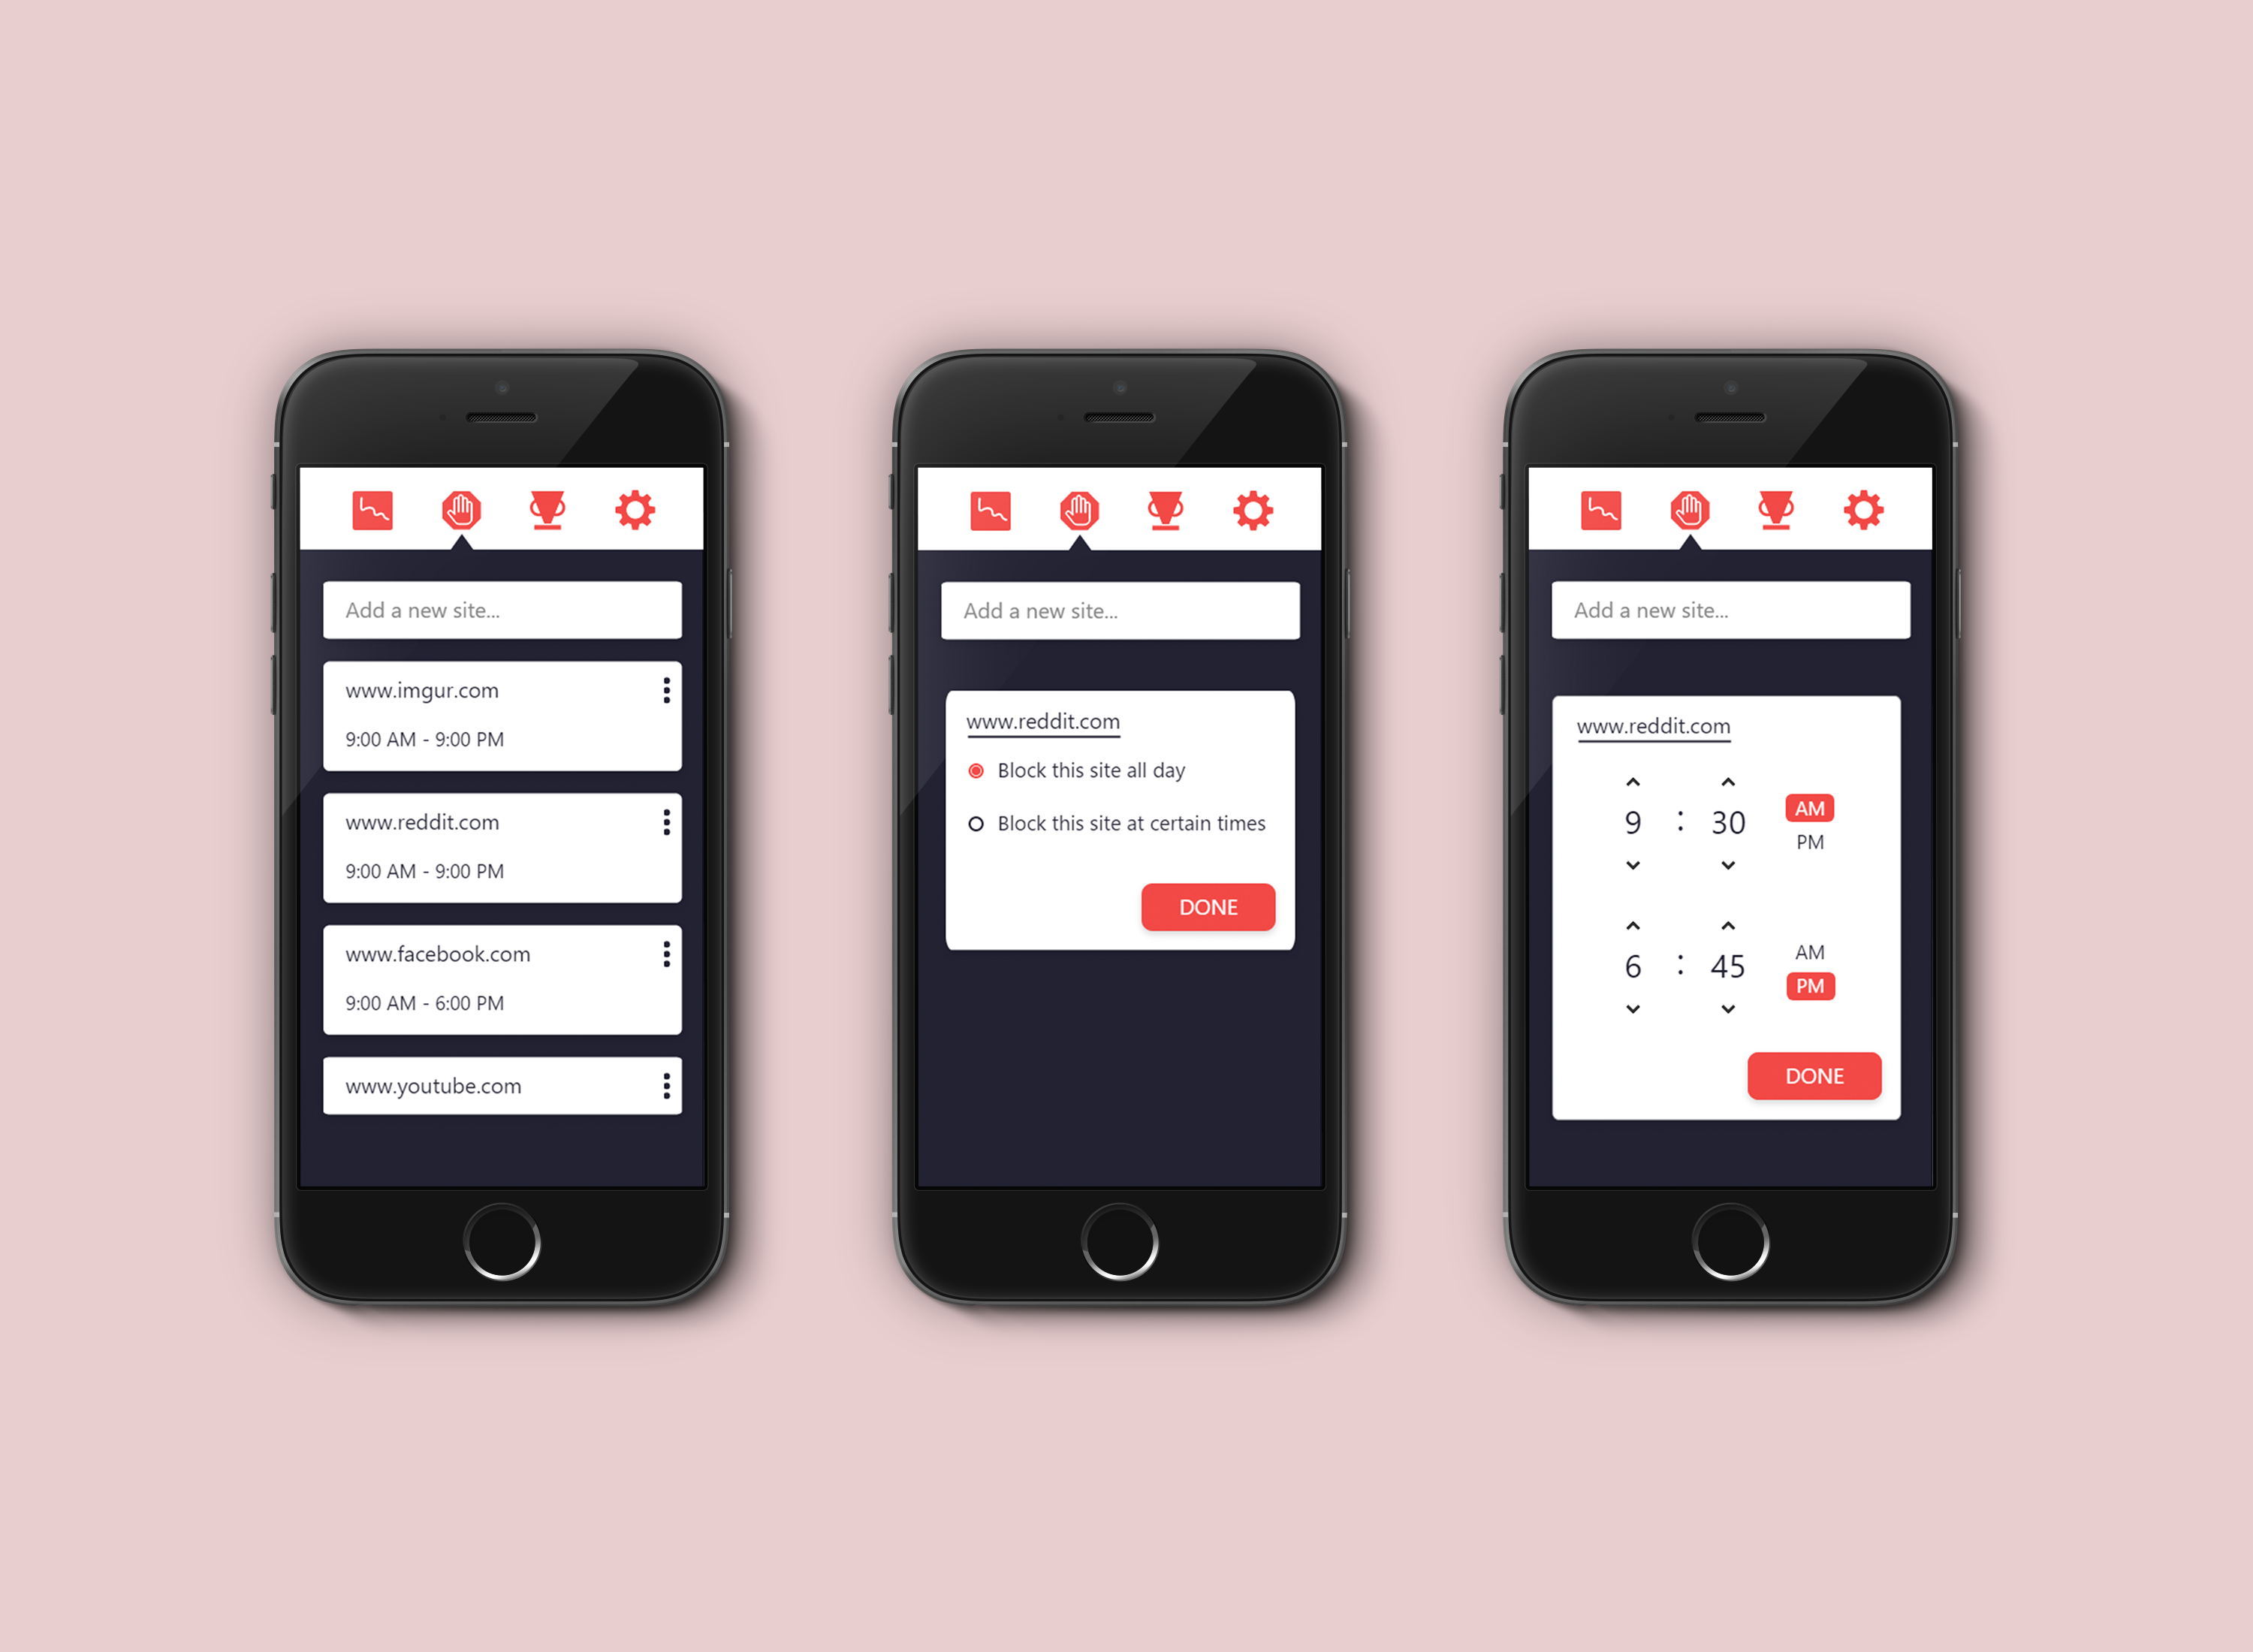 Add a new site...
www.imgur.com
9:00 AM - 9:00 PM
www.reddit.com
9:00 AM - 9:00 PM
www.facebook.com
9:00 AM - 6:00 PM
www.youtube.com
Add a new site...
www.reddit.com
Block this site all day
Block this site at certain times
DONE
Add a new site...
www.reddit.com
9 : 30 AM
PM
AM
6 : 45 PM
DONE